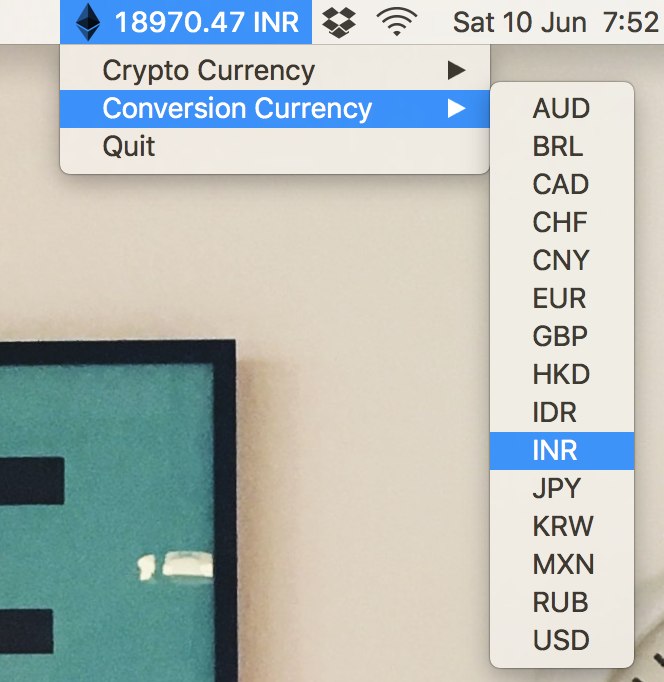 18970.47 INR Sat 10 Jun 7:52
Crypto Currency
Conversion Currency
Quit
AUD
BRL
CAD
CHF
CNY
EUR
GBP
HKD
IDR
INR
JPY
KRW
MXN
RUB
USD